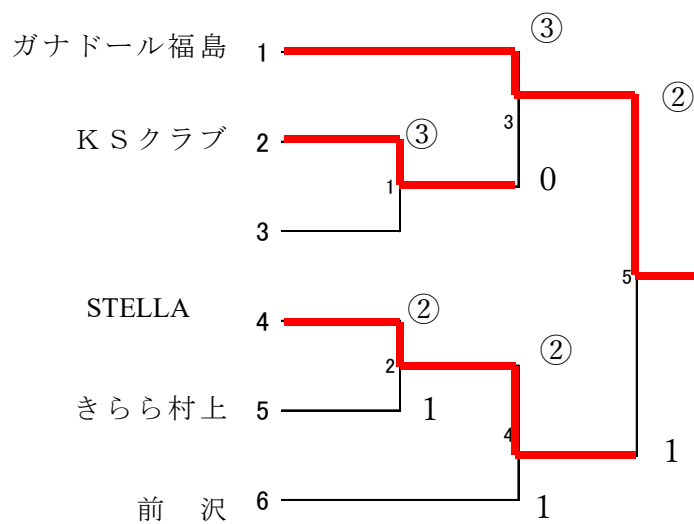 ガナドール福島 1 ③
3 ②
ＫＳクラブ 2 ③
1 0
3
5
STELLA 4 ②
2 ②
きらら村上 5 1
4 1
前　沢 6 1